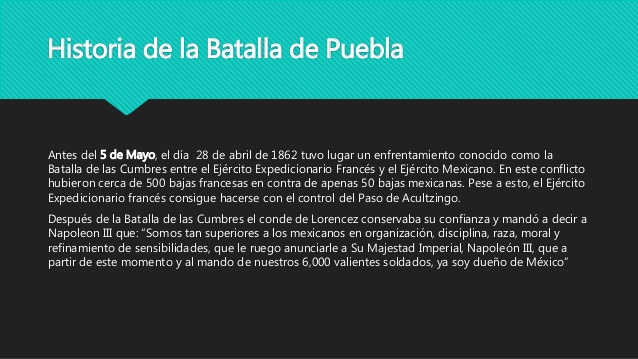 Historia de la Batalla de Puebla
Antes del 5 de Mayo, el día 28 de abril de 1862 tuvo lugar un enfrentamiento conocido como la
Batalla de las Cumbres entre el Ejército Expedicionario Francés y el Ejército Mexicano. En este conflicto
hubieron cerca de 500 bajas francesas en contra de apenas 50 bajas mexicanas. Pese a esto, el Ejército
Expedicionario francés consigue hacerse con el control del Paso de Acultzingo.
Después de la Batalla de las Cumbres el conde de Lorencez conservaba su confianza y mandó a decir a
Napoleon III que: “Somos tan superiores a los mexicanos en organización, disciplina, raza, moral y
refinamiento de sensibilidades, que le ruego anunciarle a Su Majestad Imperial, Napoleón III, que a
partir de este momento y al mando de nuestros 6,000 valientes soldados, ya soy dueño de México”